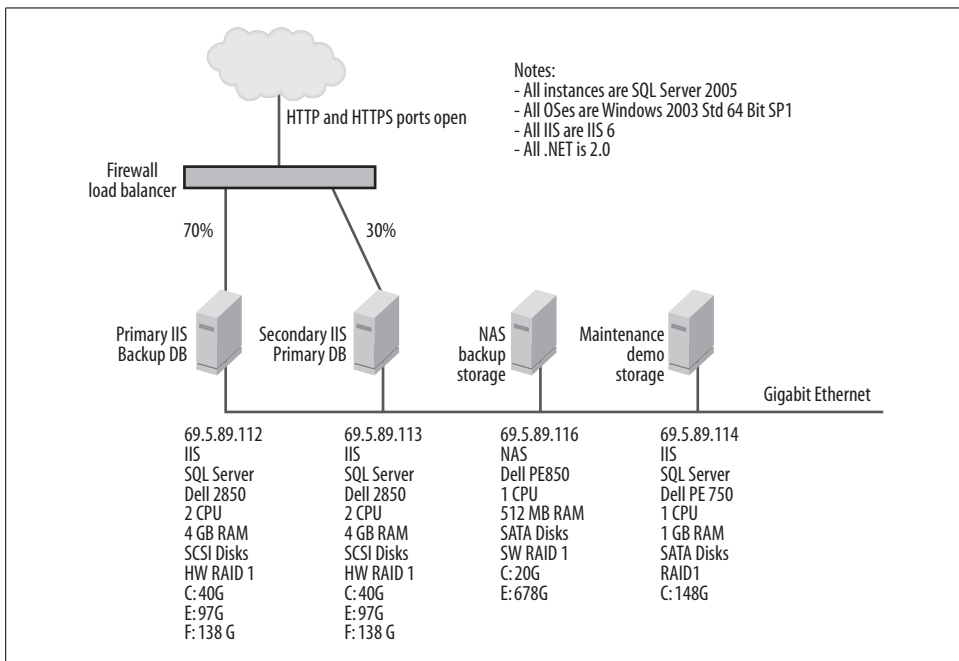 HTTP and HTTPS ports open
Notes:
- All instances are SQL Server 2005
- All OSes are Windows 2003 Std 64 Bit SP1
- All IIS are IIS 6
- All .NET is 2.0
Firewall
load balancer
70%
30%
Primary IIS
Backup DB
Secondary IIS
Primary DB
NAS
backup
storage
Maintenance
demo
storage
Gigabit Ethernet
69.5.89.112
IIS
SQL Server
Dell 2850
2 CPU
4 GB RAM
SCSI Disks
HW RAID 1
C: 40G
E: 97G
F: 138 G
69.5.89.113
IIS
SQL Server
Dell 2850
2 CPU
4 GB RAM
SCSI Disks
HW RAID 1
C: 40G
E: 97G
F: 138 G
69.5.89.116
NAS
Dell PE850
1 CPU
512 MB RAM
SATA Disks
SW RAID 1
C: 20G
E: 678G
69.5.89.114
IIS
SQL Server
Dell PE 750
1 CPU
1 GB RAM
SATA Disks
RAID1
C: 148G